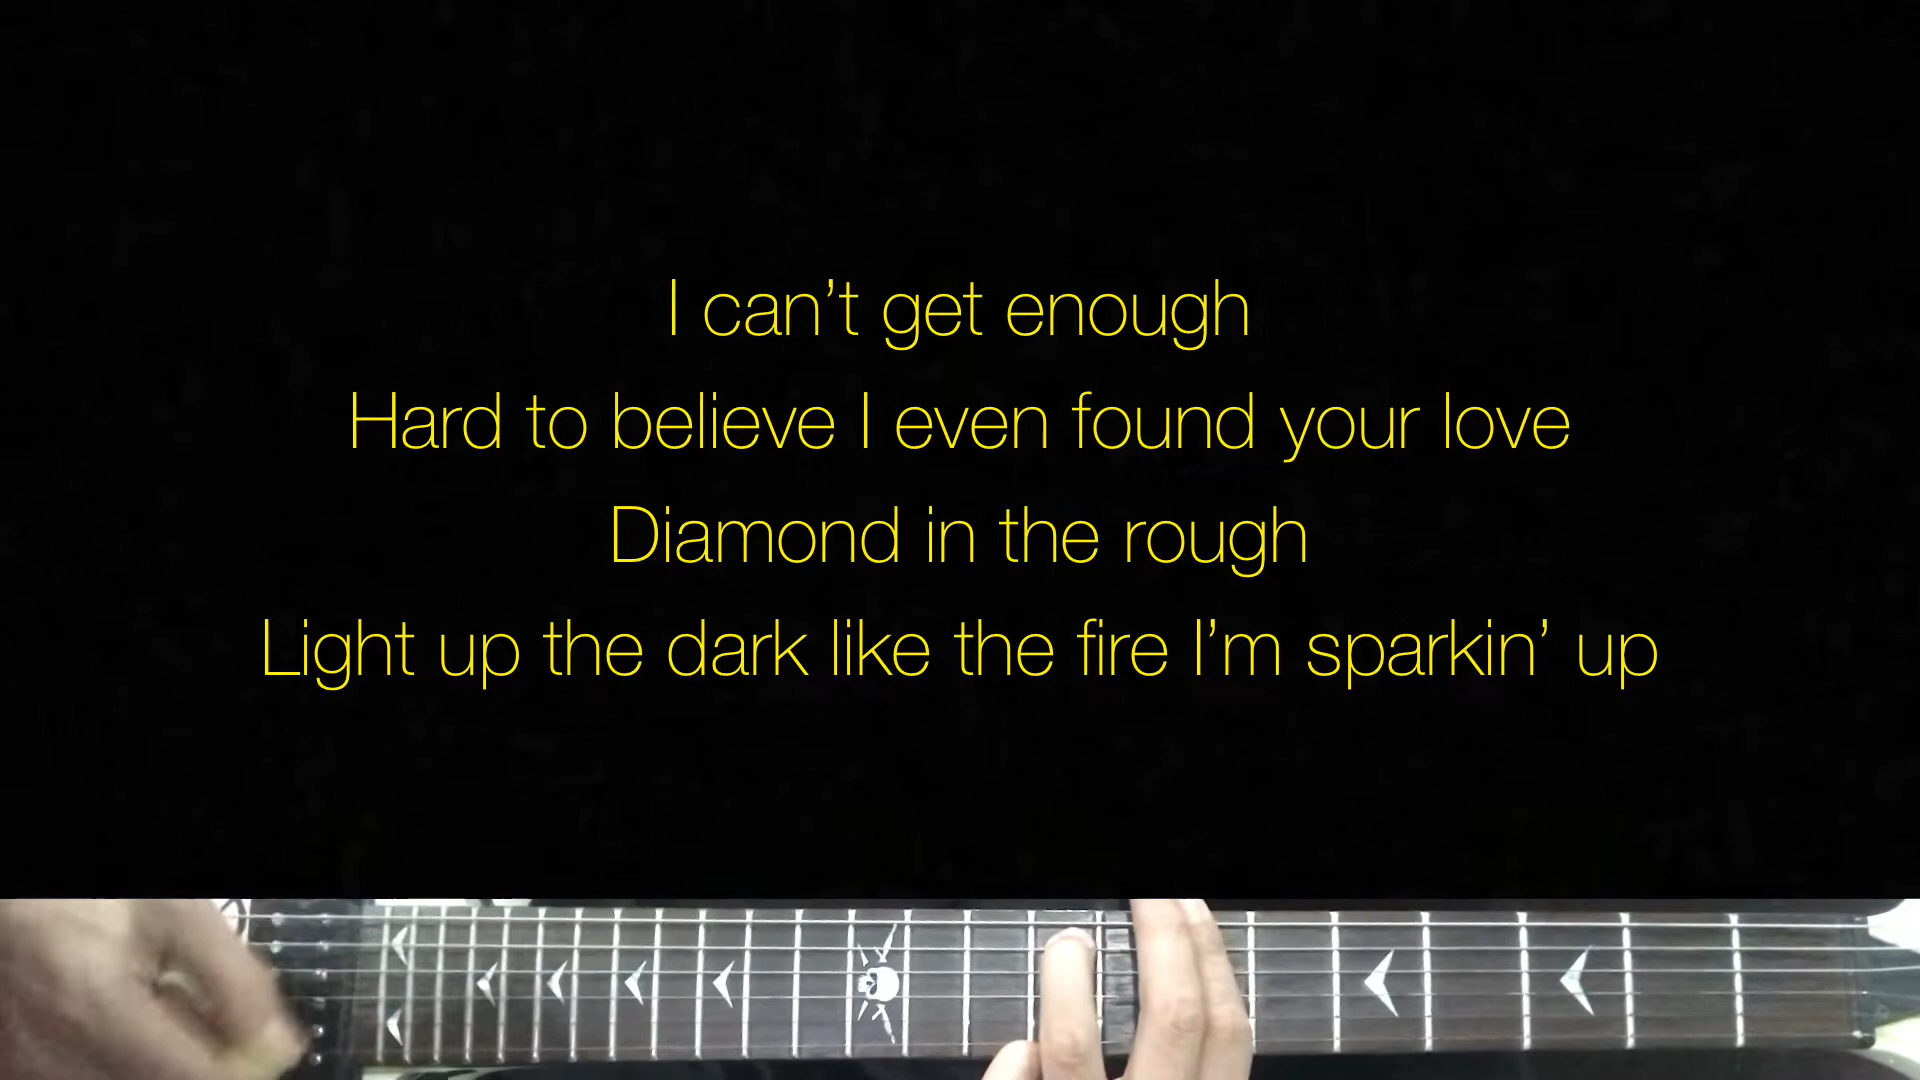 I can’t get enough
Hard to believe I even found your love
Diamond in the rough
Light up the dark like the fire I’m sparkin’ up